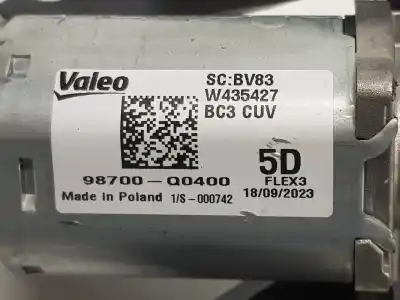 Valeo
SC:BV83
W435427
BC3 CUV
5D
98700-Q0400
FLEX3
Made in Poland 1/S-000742
18/09/2023